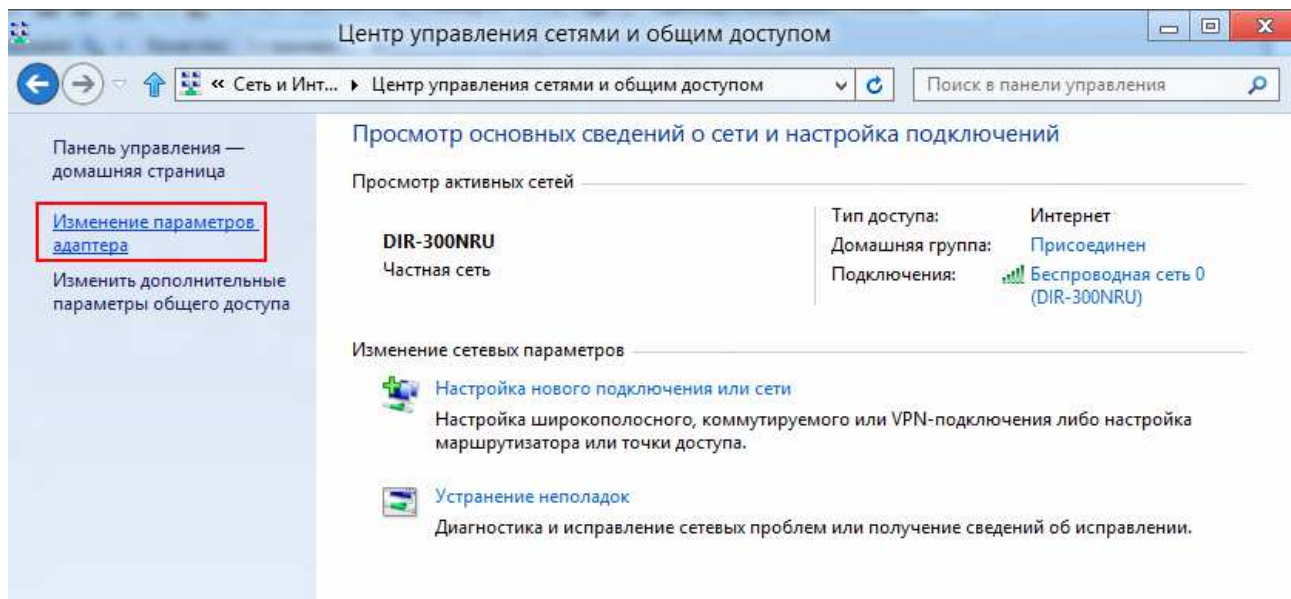 Центр управления сетями и общим доступом
« Сеть и Инт... ▸ Центр управления сетями и общим доступом
Поиск в панели управления
Панель управления —
домашняя страница
Изменение параметров
адаптера
Изменить дополнительные
параметры общего доступа
Просмотр основных сведений о сети и настройка подключений
Просмотр активных сетей
DIR-300NRU
Частная сеть
Тип доступа: Интернет
Домашняя группа: Присоединен
Подключения: Беспроводная сеть 0
(DIR-300NRU)
Изменение сетевых параметров
Настройка нового подключения или сети
Настройка широкополосного, коммутируемого или VPN-подключения либо настройка
маршрутизатора или точки доступа.
Устранение неполадок
Диагностика и исправление сетевых проблем или получение сведений об исправлении.